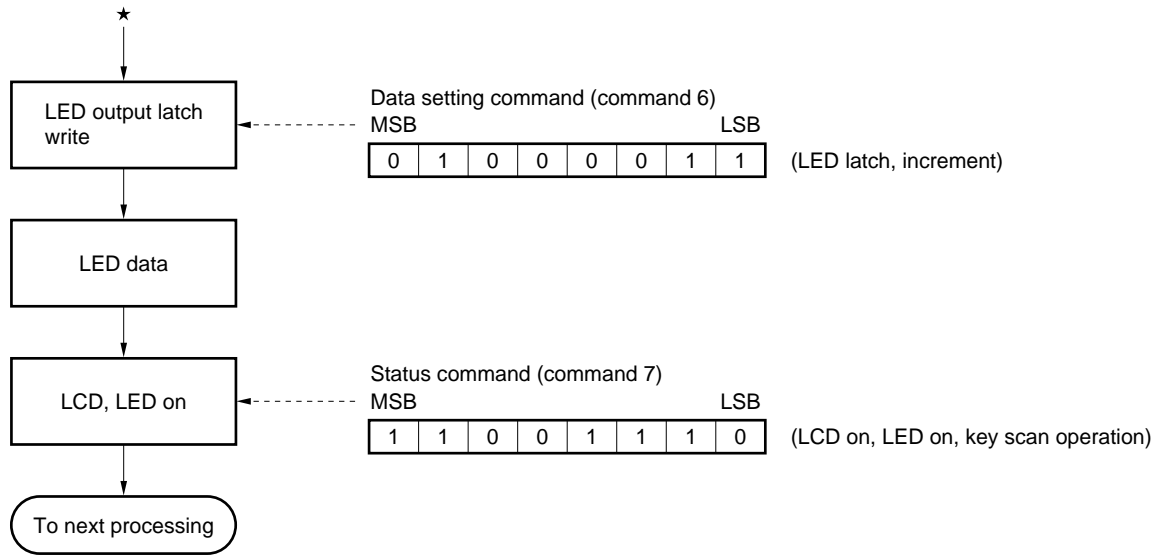 ★
LED output latch
write
Data setting command (command 6)
MSB LSB
0 1 0 0 0 0 1 1 (LED latch, increment)
LED data
LCD, LED on
Status command (command 7)
MSB LSB
1 1 0 0 1 1 1 0 (LCD on, LED on, key scan operation)
To next processing